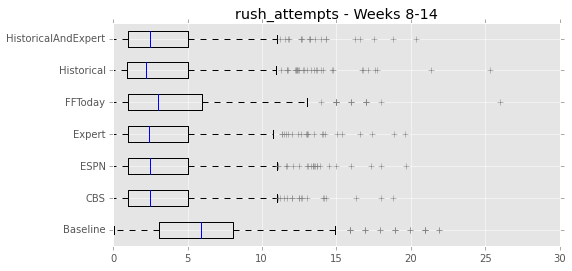 rush_attempts - Weeks 8-14
HistoricalAndExpert
Historical
FFToday
Expert
ESPN
CBS
Baseline
0 5 10 15 20 25 30